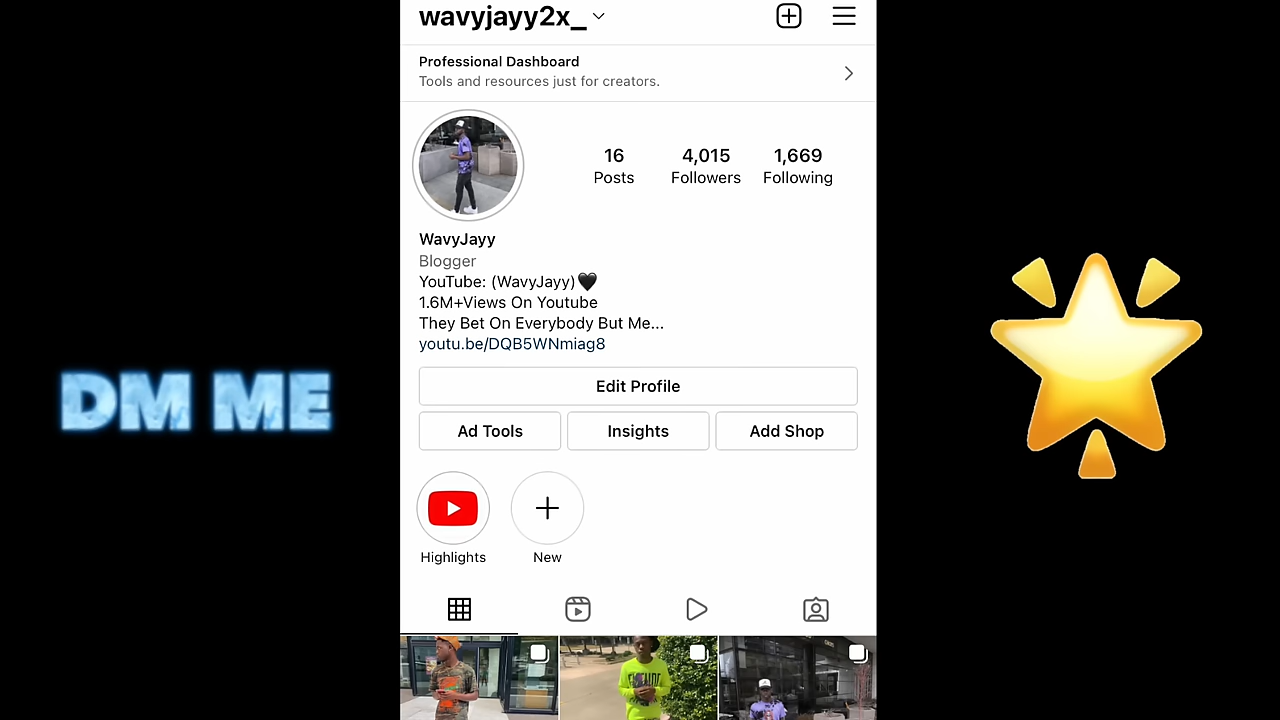 wavyjayy2x_
Professional Dashboard
Tools and resources just for creators.
16
Posts
4,015
Followers
1,669
Following
WavyJayy
Blogger
YouTube: (WavyJayy)🖤
1.6M+Views On Youtube
They Bet On Everybody But Me...
youtu.be/DQB5WNmiag8
Edit Profile
Ad Tools
Insights
Add Shop
Highlights
New
DM ME